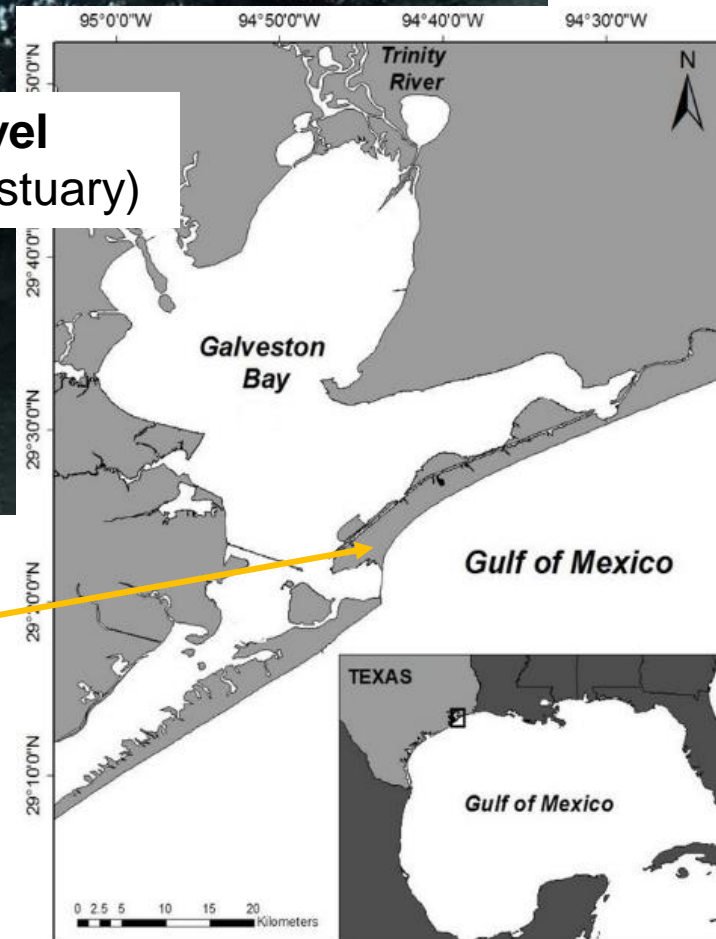 95°0'0"W 94°50'0"W 94°40'0"W 94°30'0"W
Trinity
River
N
stuary)
29°40'0"N
Galveston
Bay
29°30'0"N
Gulf of Mexico
29°20'0"N
TEXAS
29°10'0"N
Gulf of Mexico
0 2.5 5 10 15 20
Kilometers